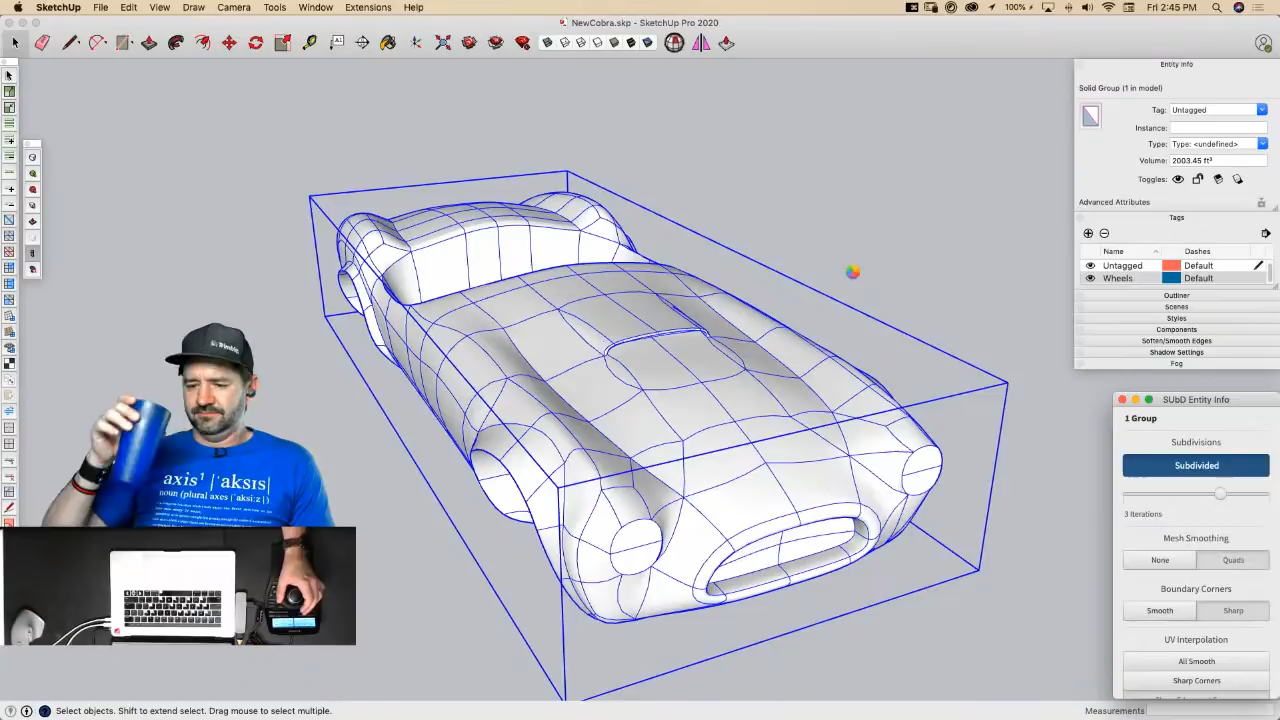 SketchUp File Edit View Draw Camera Tools Window Extensions Help 100% Fri 2:45 PM
NewCobra.skp - SketchUp Pro 2020
Entity Info
Solid Group (1 in model)
Tag: Untagged
Instance:
Type: Type: <undefined>
Volume: 2003.45 ft³
Toggles:
Advanced Attributes
Tags
Name Dashes
Untagged Default
Wheels Default
Outliner
Scenes
Styles
Components
Soften/Smooth Edges
Shadow Settings
Fog
SUbD Entity Info
1 Group
Subdivisions
Subdivided
3 Iterations
Mesh Smoothing
None Quads
Boundary Corners
Smooth Sharp
UV Interpolation
All Smooth
Sharp Corners
Trimble
axis¹ |ˈaksɪs|
noun (plural axes |ˈakˌsiːz|)
Select objects. Shift to extend select. Drag mouse to select multiple.
Measurements